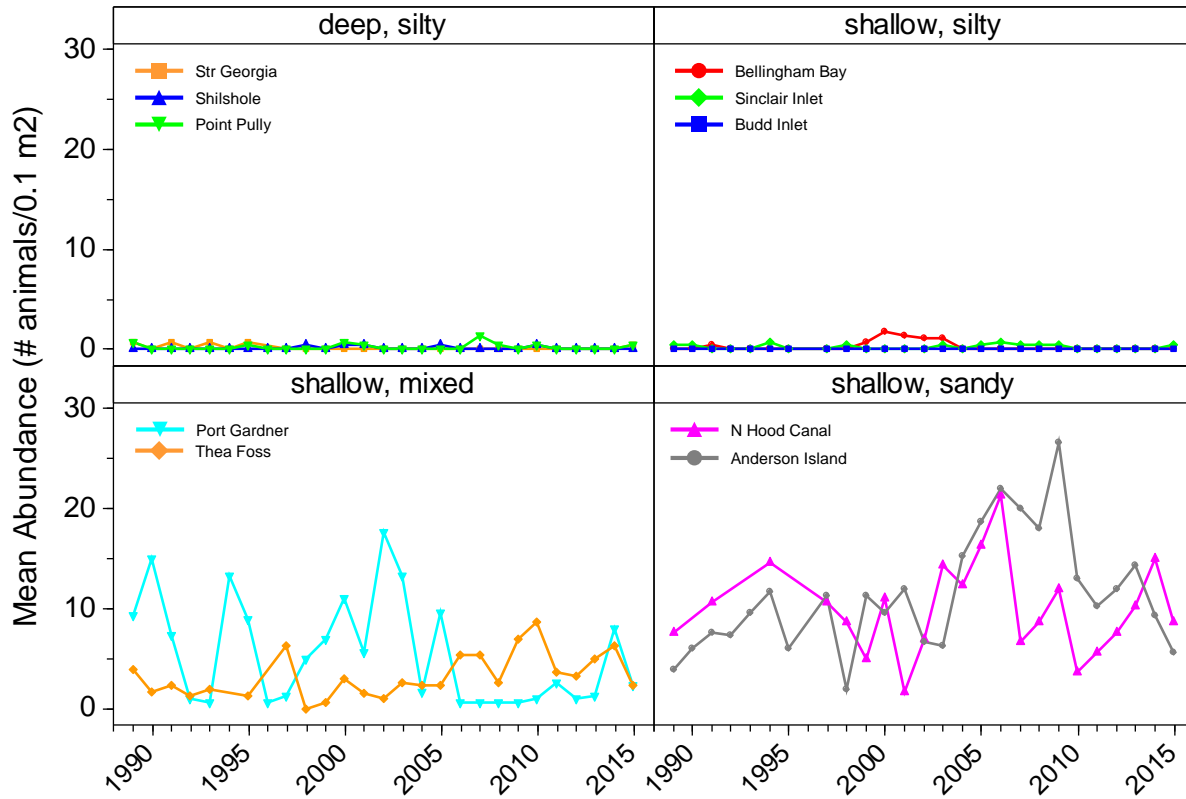 Mean Abundance (# animals/0.1 m2)
deep, silty
30
20
10
0
Str Georgia
Shilshole
Point Pully
shallow, silty
Bellingham Bay
Sinclair Inlet
Budd Inlet
shallow, mixed
30
20
10
0
Port Gardner
Thea Foss
shallow, sandy
N Hood Canal
Anderson Island
1990
1995
2000
2005
2010
2015
1990
1995
2000
2005
2010
2015